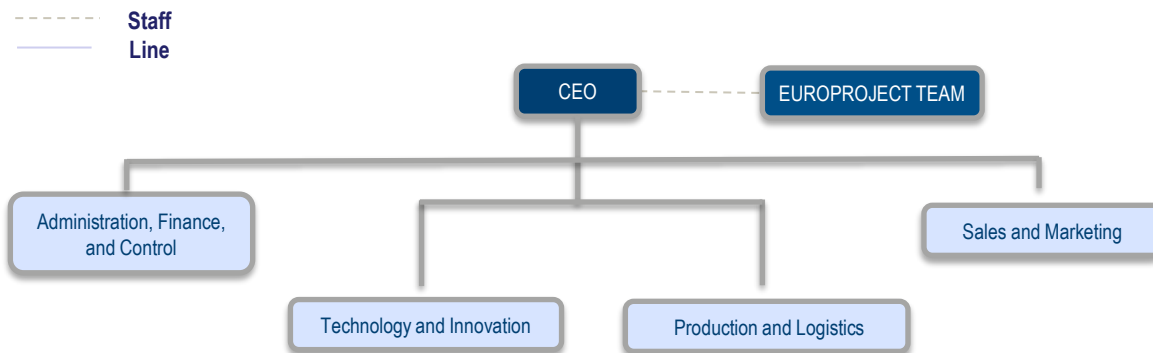 Staff
Line
CEO
EUROPROJECT TEAM
Administration, Finance,
and Control
Sales and Marketing
Technology and Innovation
Production and Logistics